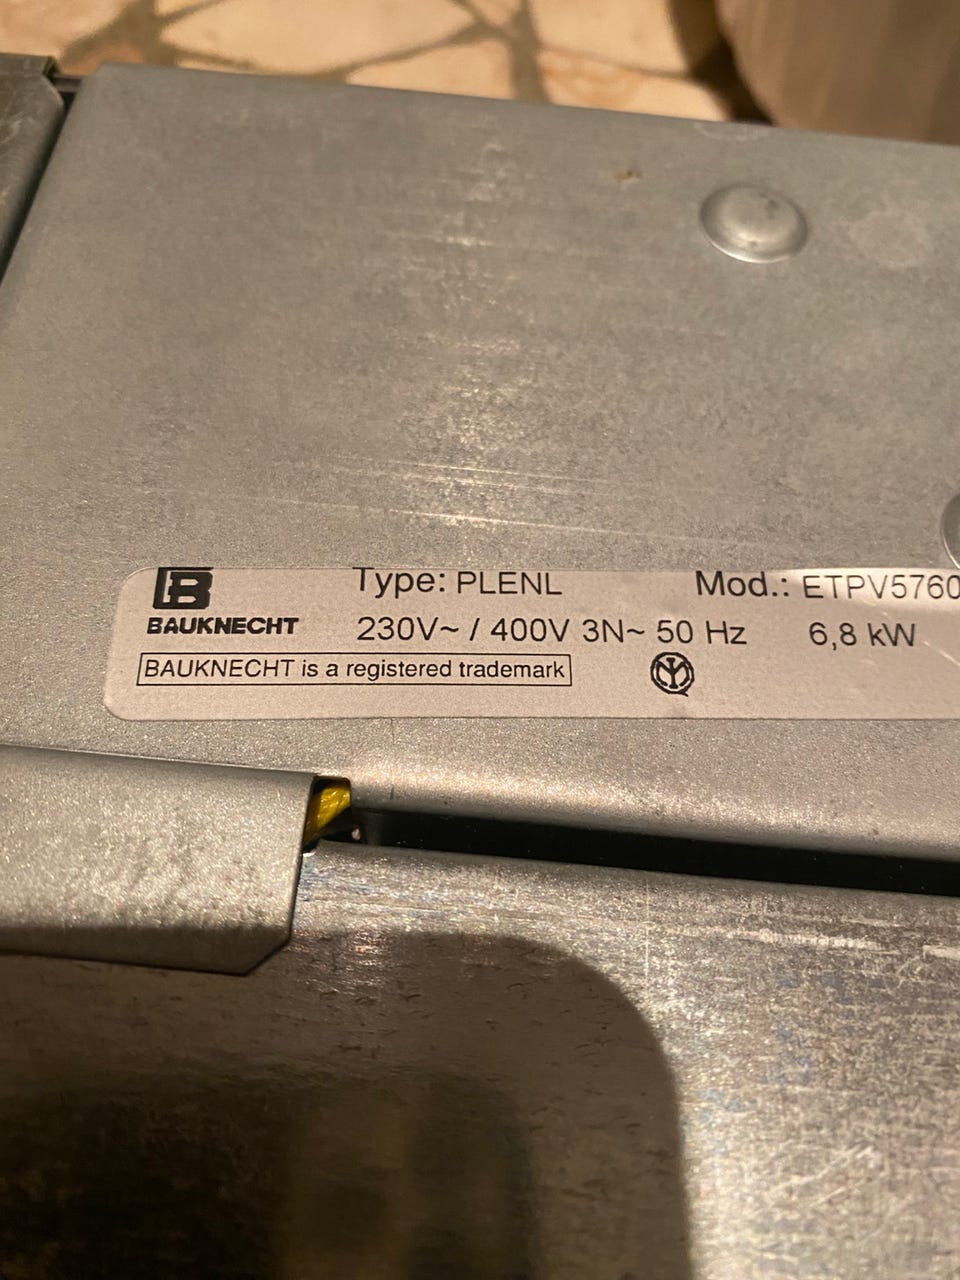 Type: PLENL Mod.: ETPV5760
B
BAUKNECHT 230V~ / 400V 3N~ 50 Hz 6,8 kW
BAUKNECHT is a registered trademark